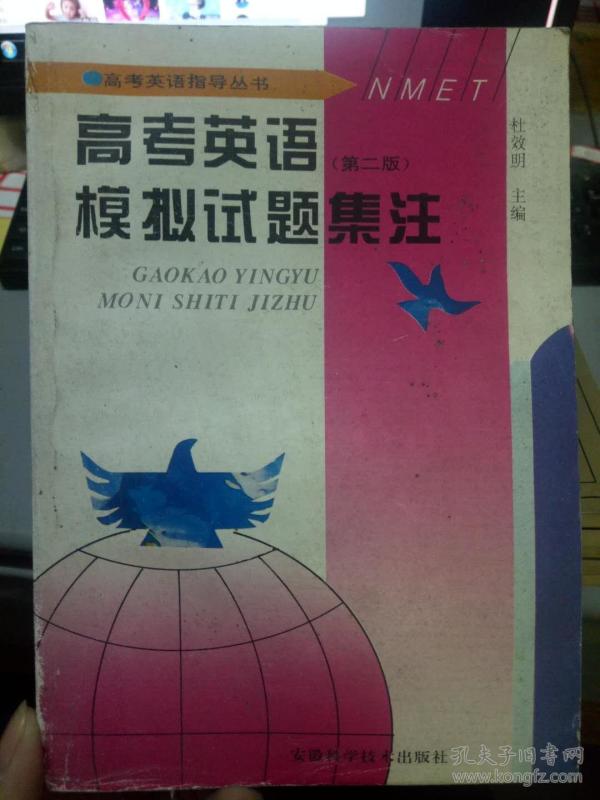 高考英语指导丛书
NMET
高考英语(第二版)
模拟试题集注
杜效明 主编
GAOKAO YINGYU
MONI SHITI JIZHU
安徽科学技术出版社
孔夫子旧书网
www.kongfz.com